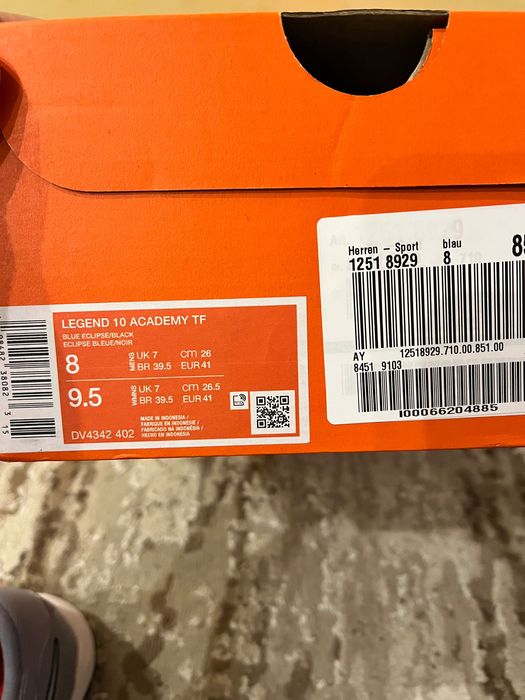 Herren - Sport blau
1251 8929 8
AY 12518929.710.00.851.00
8451 9103
I00066204885
LEGEND 10 ACADEMY TF
BLUE ECLIPSE/BLACK
ECLIPSE BLEUE/NOIR
8 MENS UK 7 CM 26
BR 39.5 EUR 41
9.5 WMNS UK 7 CM 26.5
BR 39.5 EUR 41
MADE IN INDONESIA /
FABRIQUE EN INDONESIE /
FABRICADO NA INDONÉSIA /
HECHO EN INDONESIA
DV4342 402